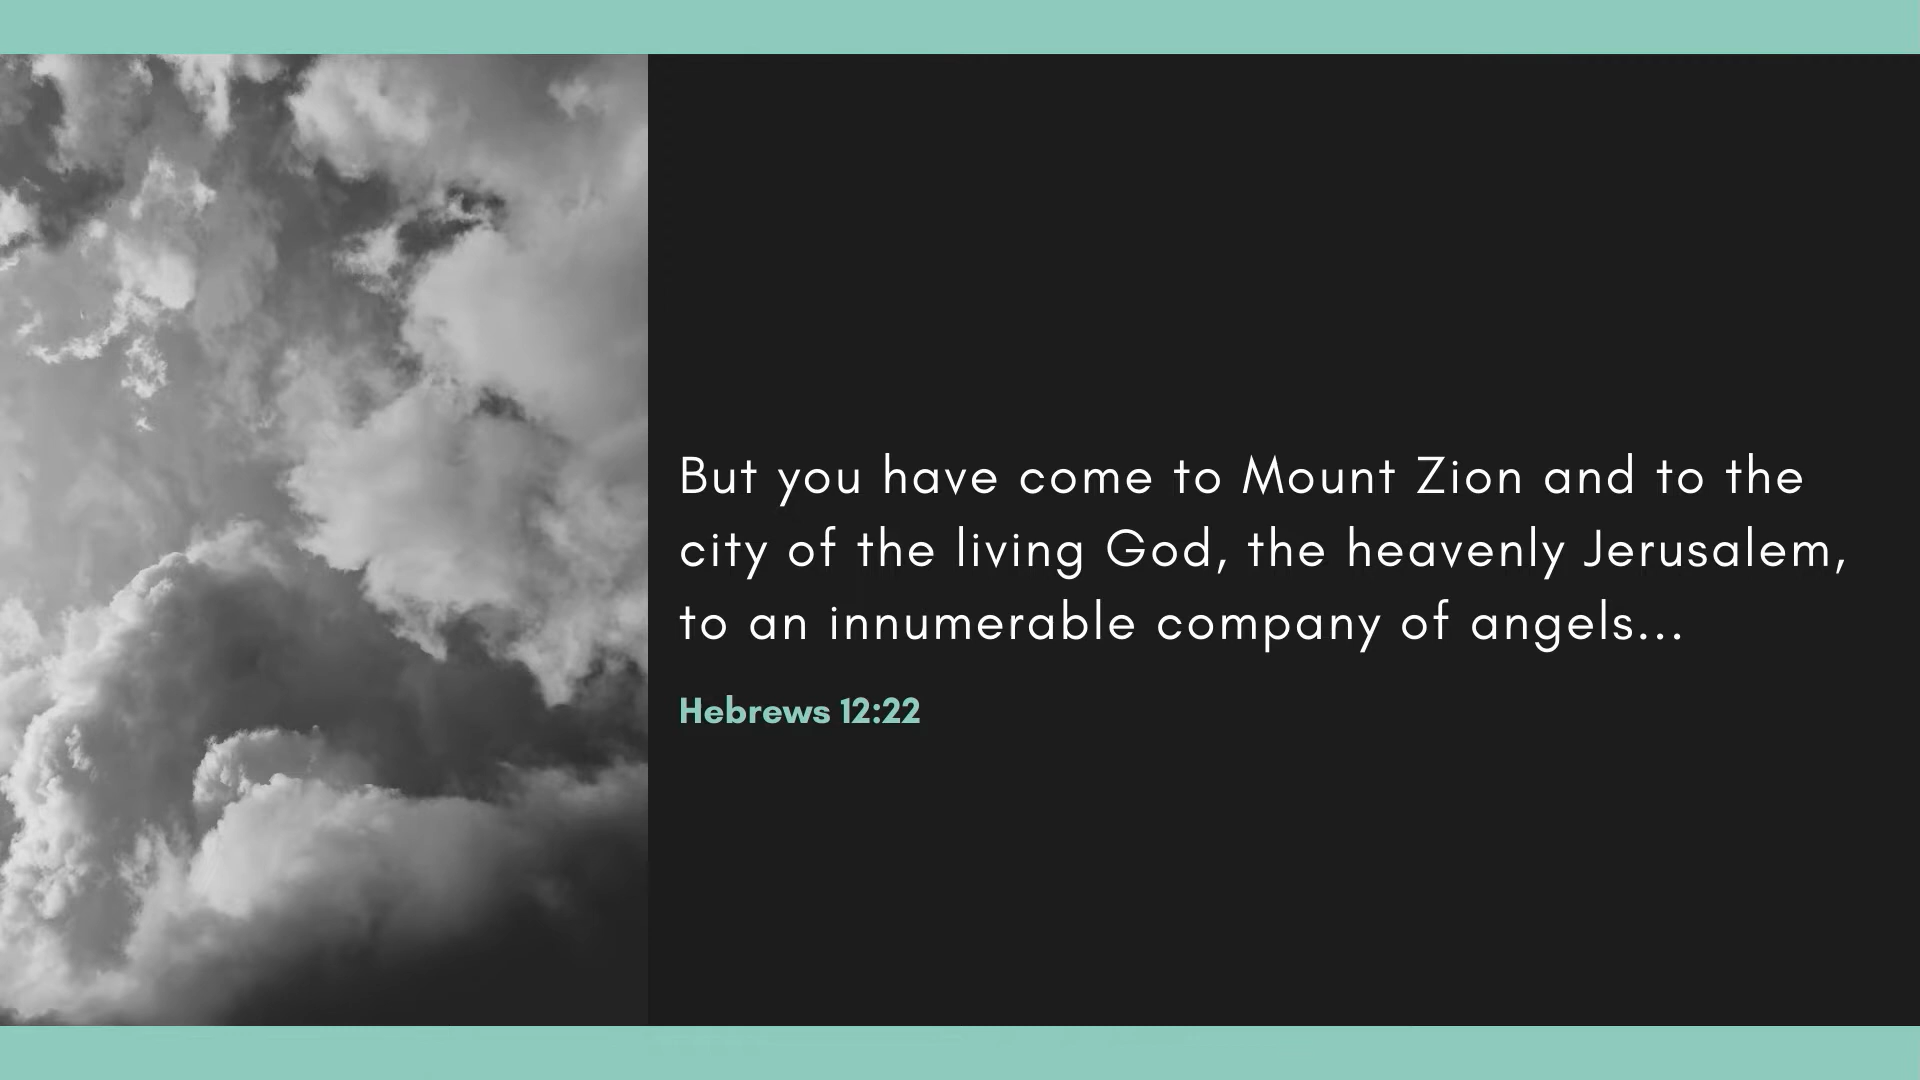 But you have come to Mount Zion and to the
city of the living God, the heavenly Jerusalem,
to an innumerable company of angels...
Hebrews 12:22